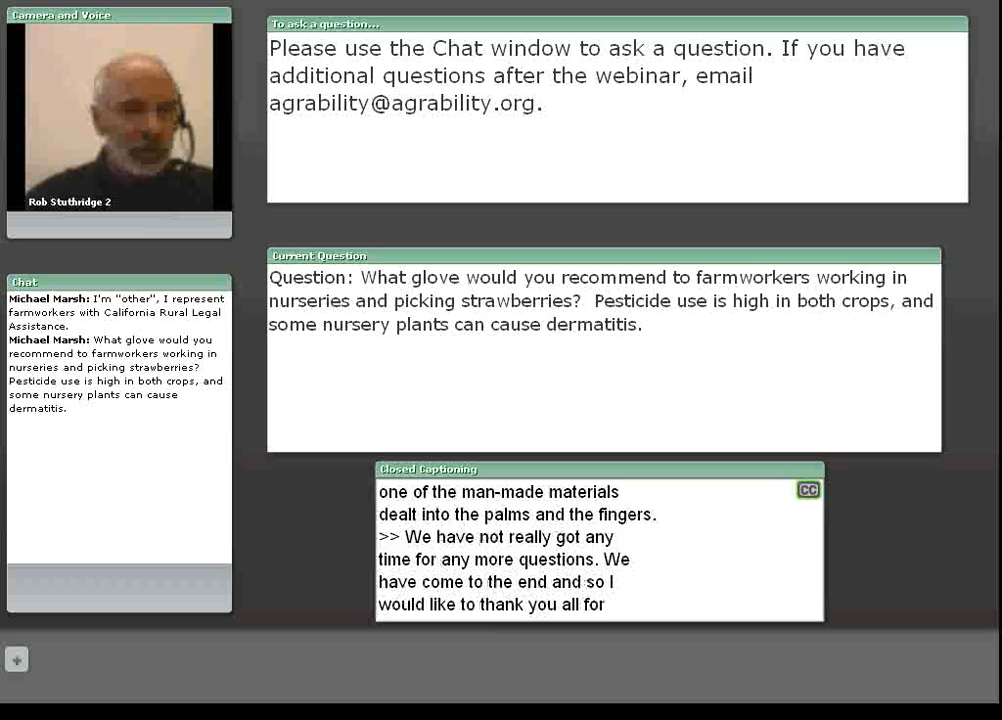 Camera and Voice
Rob Stuthridge 2
To ask a question...
Please use the Chat window to ask a question. If you have
additional questions after the webinar, email
agrability@agrability.org.
Chat
Michael Marsh: I'm "other", I represent
farmworkers with California Rural Legal
Assistance.
Michael Marsh: What glove would you
recommend to farmworkers working in
nurseries and picking strawberries?
Pesticide use is high in both crops, and
some nursery plants can cause
dermatitis.
Current Question
Question: What glove would you recommend to farmworkers working in
nurseries and picking strawberries?  Pesticide use is high in both crops, and
some nursery plants can cause dermatitis.
Closed Captioning
CC
one of the man-made materials
dealt into the palms and the fingers.
>> We have not really got any
time for any more questions. We
have come to the end and so I
would like to thank you all for